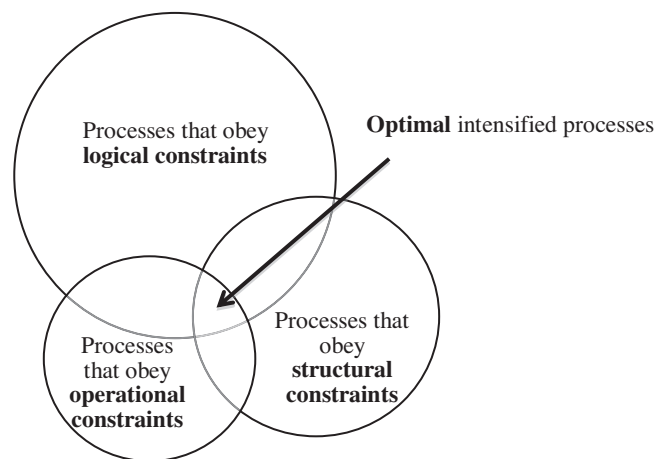 Processes that obey
logical constraints
Optimal intensified processes
Processes
that obey
operational
constraints
Processes that
obey
structural
constraints